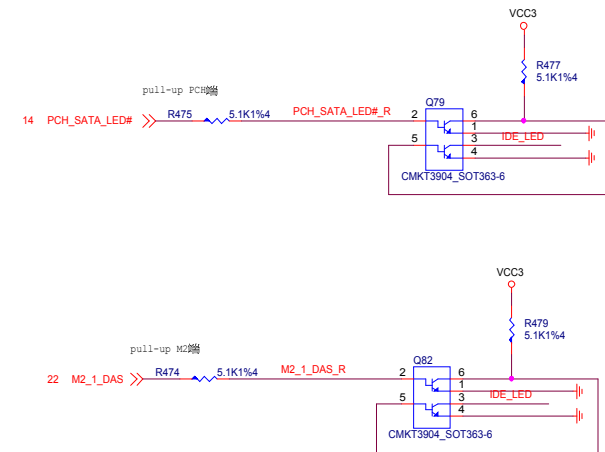 VCC3
R477
5.1K1%4
pull-up PCH端
14 PCH_SATA_LED# R475 5.1K1%4 PCH_SATA_LED#_R
Q79
2 6
1
5 3 IDE_LED
4
CMKT3904_SOT363-6
VCC3
R479
5.1K1%4
pull-up M2端
22 M2_1_DAS R474 5.1K1%4 M2_1_DAS_R
Q82
2 6
1
5 3 IDE_LED
4
CMKT3904_SOT363-6